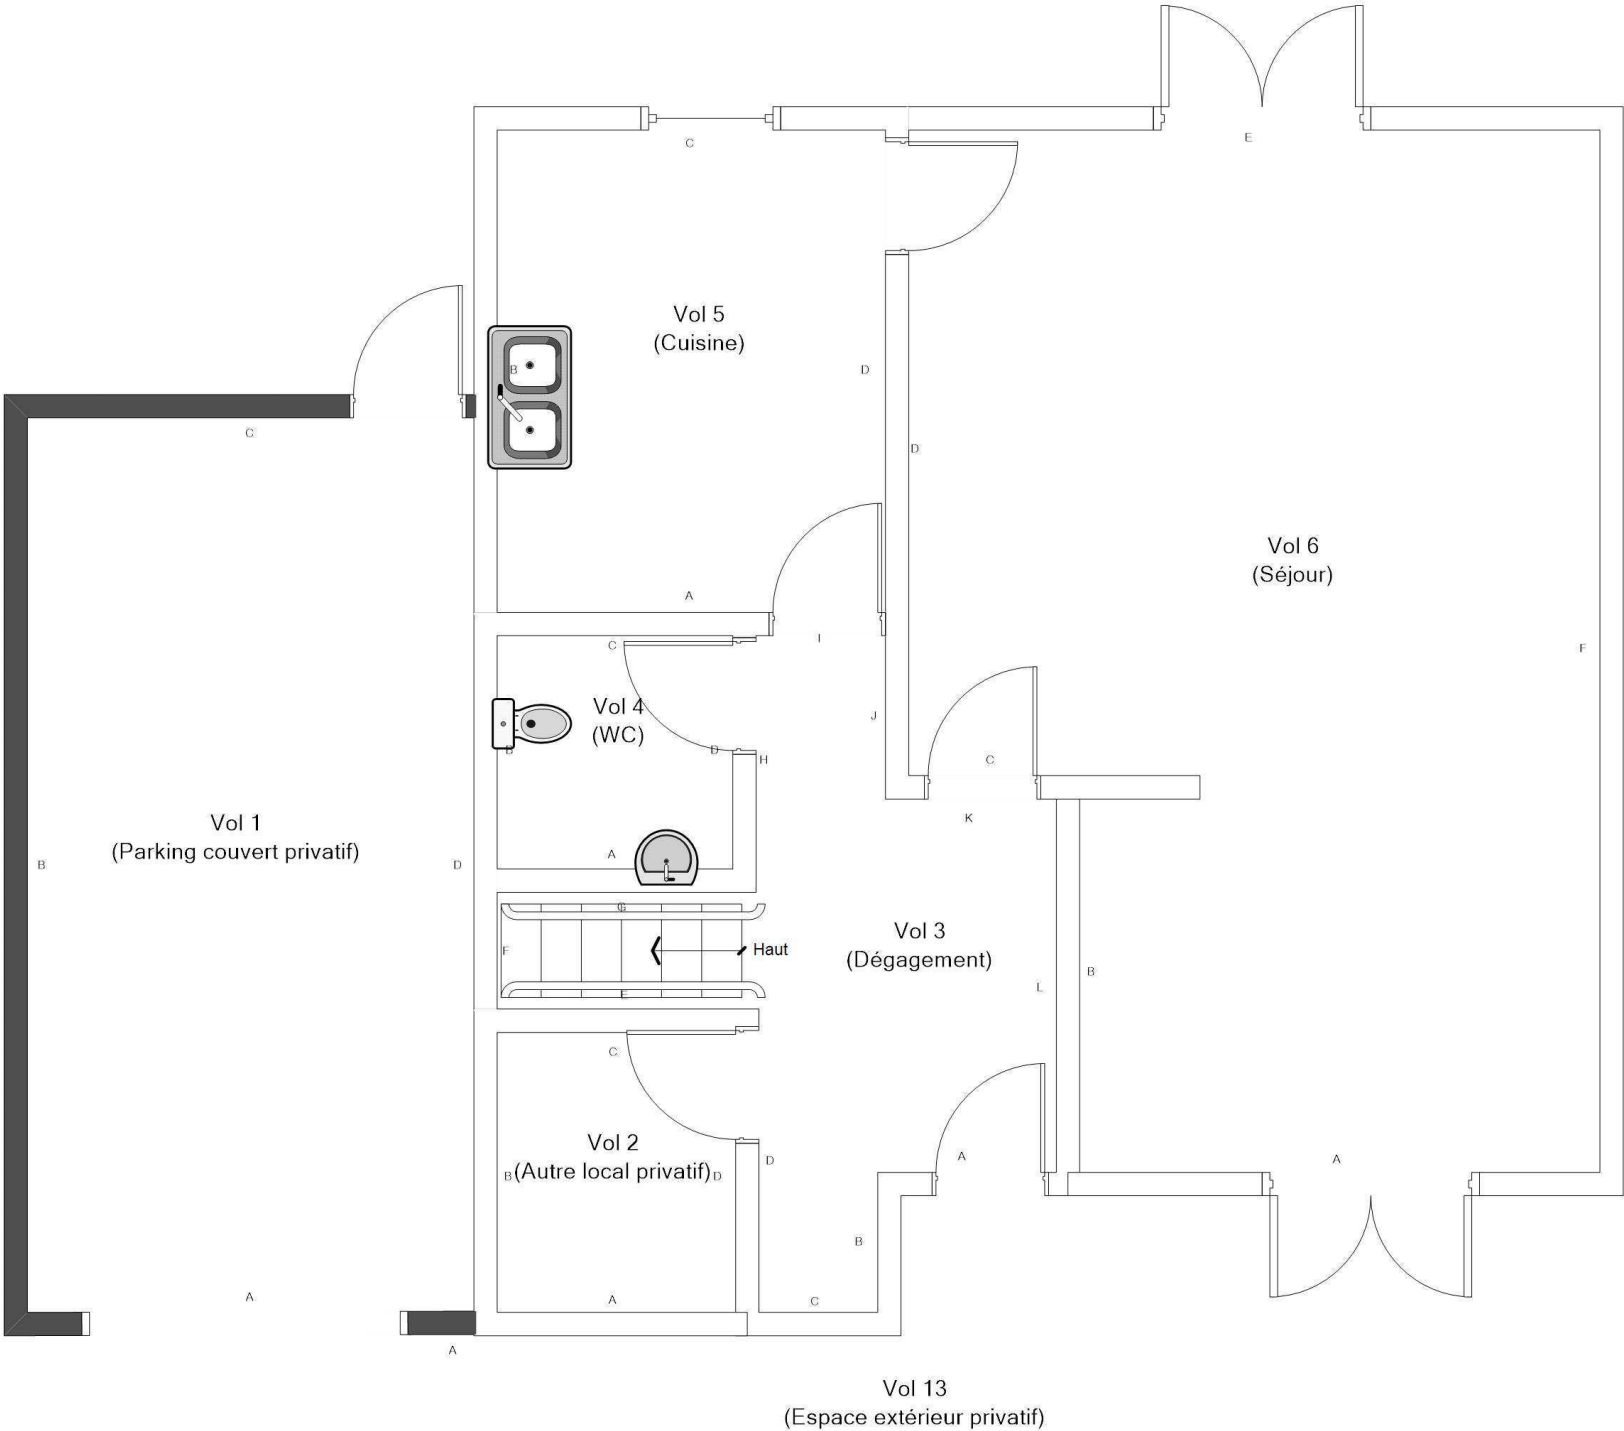 E
C
Vol 5
(Cuisine)
B
D
C
D
Vol 6
(Séjour)
A
I
C
F
Vol 4
(WC)
J
B
D
H
C
K
Vol 1
(Parking couvert privatif)
A
B
D
G
Vol 3
(Dégagement)
F
Haut
B
L
E
C
Vol 2
(Autre local privatif)
D
A
A
B
D
B
A
A
C
A
Vol 13
(Espace extérieur privatif)